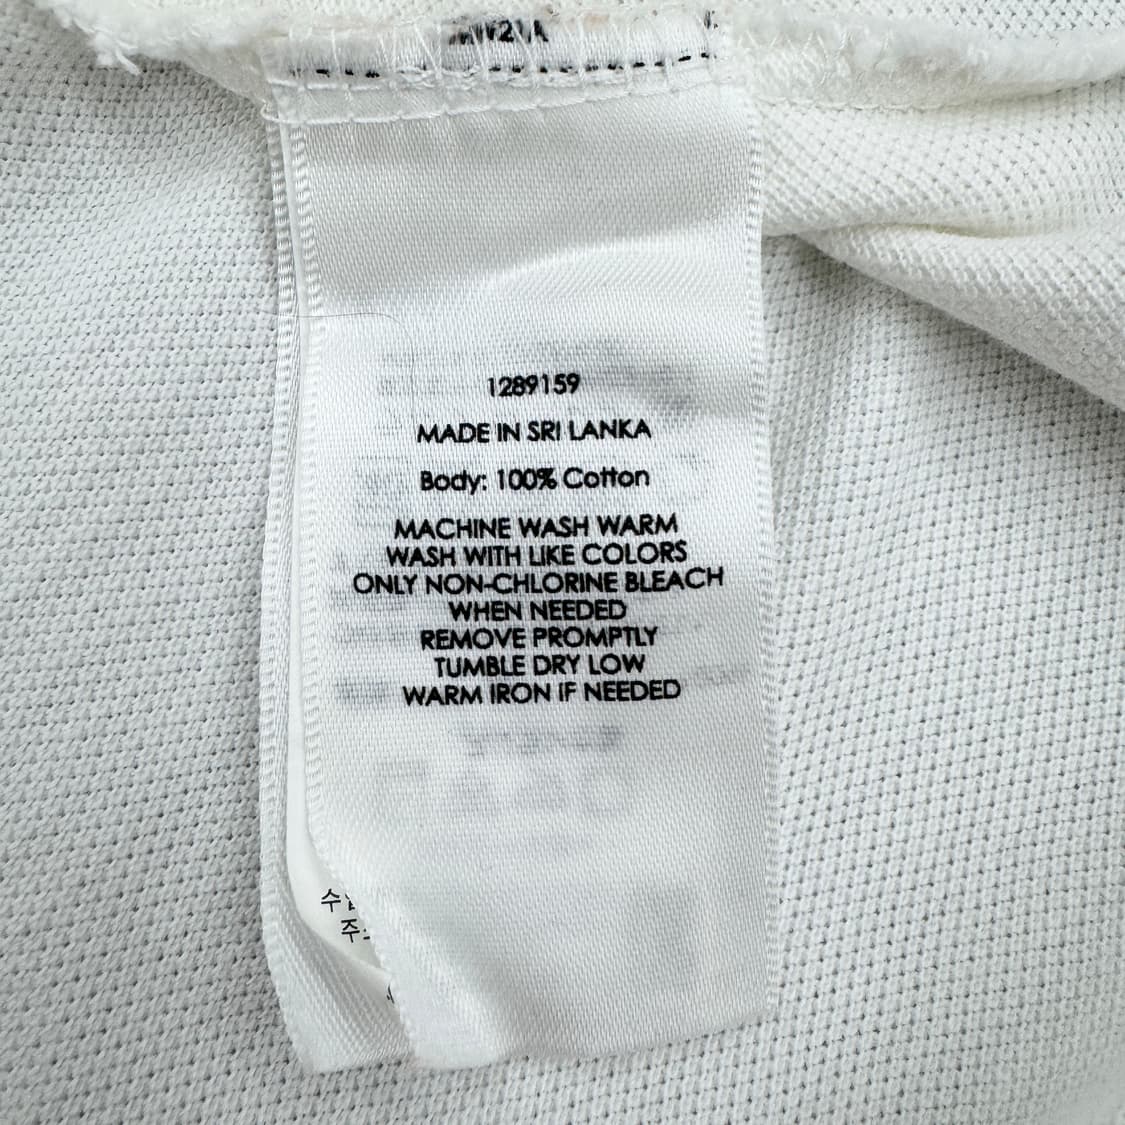 1289159
MADE IN SRI LANKA
Body: 100% Cotton
MACHINE WASH WARM
WASH WITH LIKE COLORS
ONLY NON-CHLORINE BLEACH
WHEN NEEDED
REMOVE PROMPTLY
TUMBLE DRY LOW
WARM IRON IF NEEDED